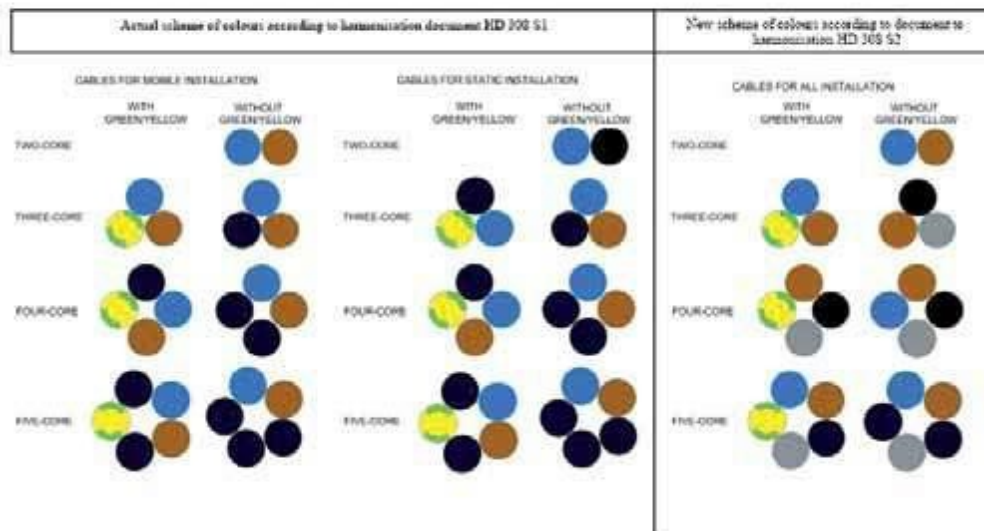 Actual scheme of colours according to harmonisation document HD 308 S1
New scheme of colours according to document to
harmonisation HD 308 S2
CABLES FOR MOBILE INSTALLATION
WITH
GREEN/YELLOW
WITHOUT
GREEN/YELLOW
TWO-CORE
THREE-CORE
FOUR-CORE
FIVE-CORE
CABLES FOR STATIC INSTALLATION
WITH
GREEN/YELLOW
WITHOUT
GREEN/YELLOW
TWO-CORE
THREE-CORE
FOUR-CORE
FIVE-CORE
CABLES FOR ALL INSTALLATION
WITH
GREEN/YELLOW
WITHOUT
GREEN/YELLOW
TWO-CORE
THREE-CORE
FOUR-CORE
FIVE-CORE